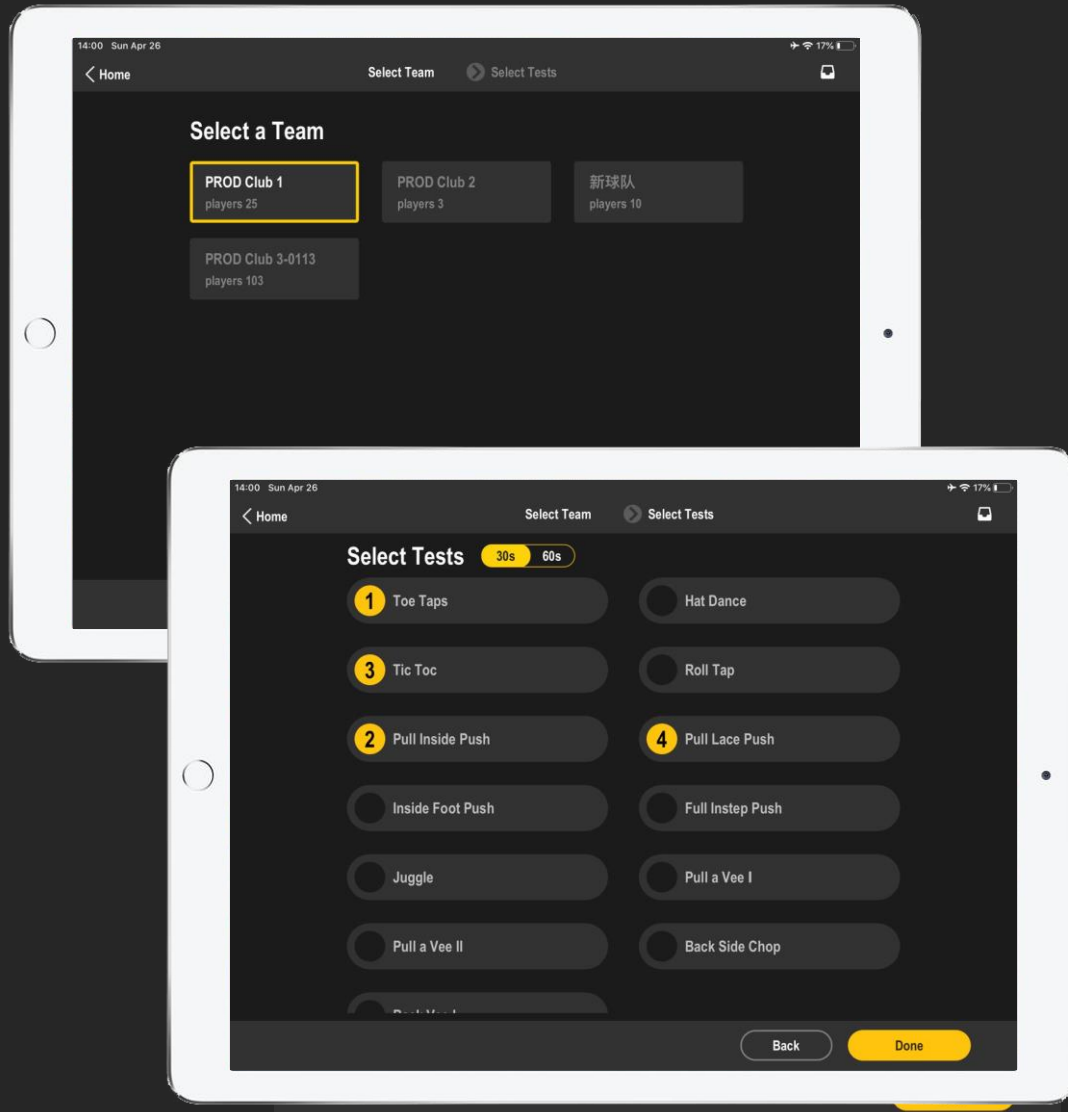 14:00 Sun Apr 26
17%
Home
Select Team
Select Tests
Select a Team
PROD Club 1
players 25
PROD Club 2
players 3
新球队
players 10
PROD Club 3-0113
players 103
14:00 Sun Apr 26
17%
Home
Select Team
Select Tests
Select Tests
30s
60s
1 Toe Taps
Hat Dance
3 Tic Toc
Roll Tap
2 Pull Inside Push
4 Pull Lace Push
Inside Foot Push
Full Instep Push
Juggle
Pull a Vee I
Pull a Vee II
Back Side Chop
Back
Done